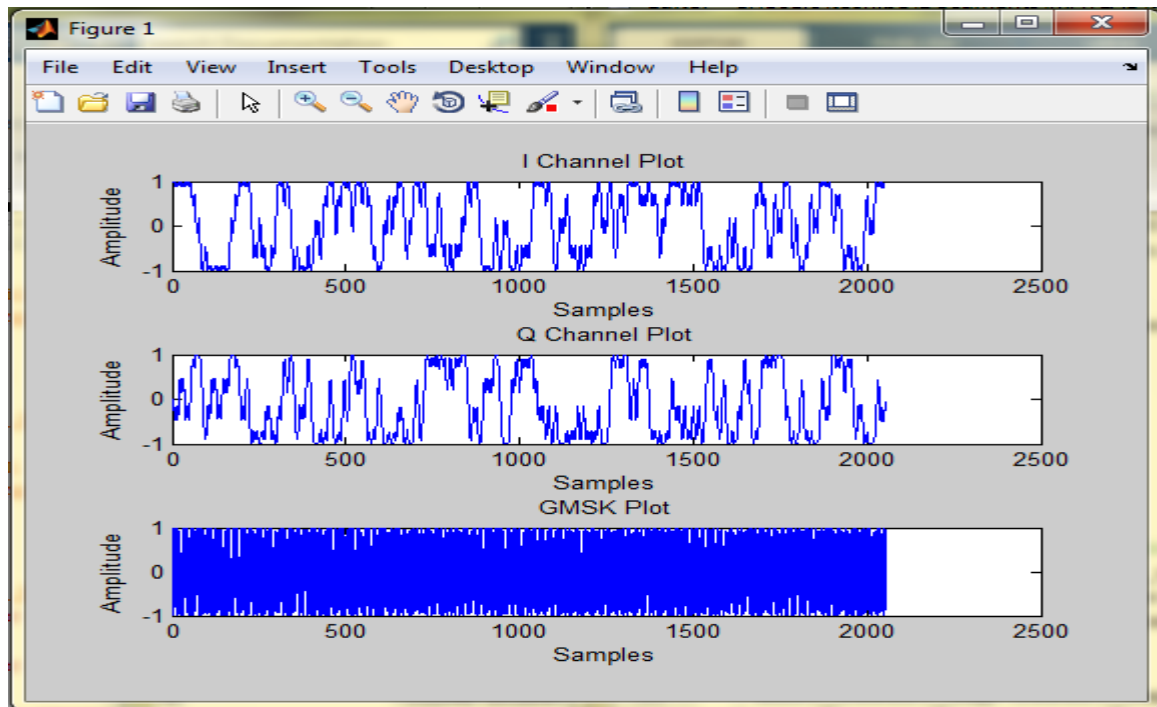 Figure 1
File Edit View Insert Tools Desktop Window Help
I Channel Plot
Amplitude
1
0
-1
0 500 1000 1500 2000 2500
Samples
Q Channel Plot
Amplitude
1
0
-1
0 500 1000 1500 2000 2500
Samples
GMSK Plot
Amplitude
1
0
-1
0 500 1000 1500 2000 2500
Samples